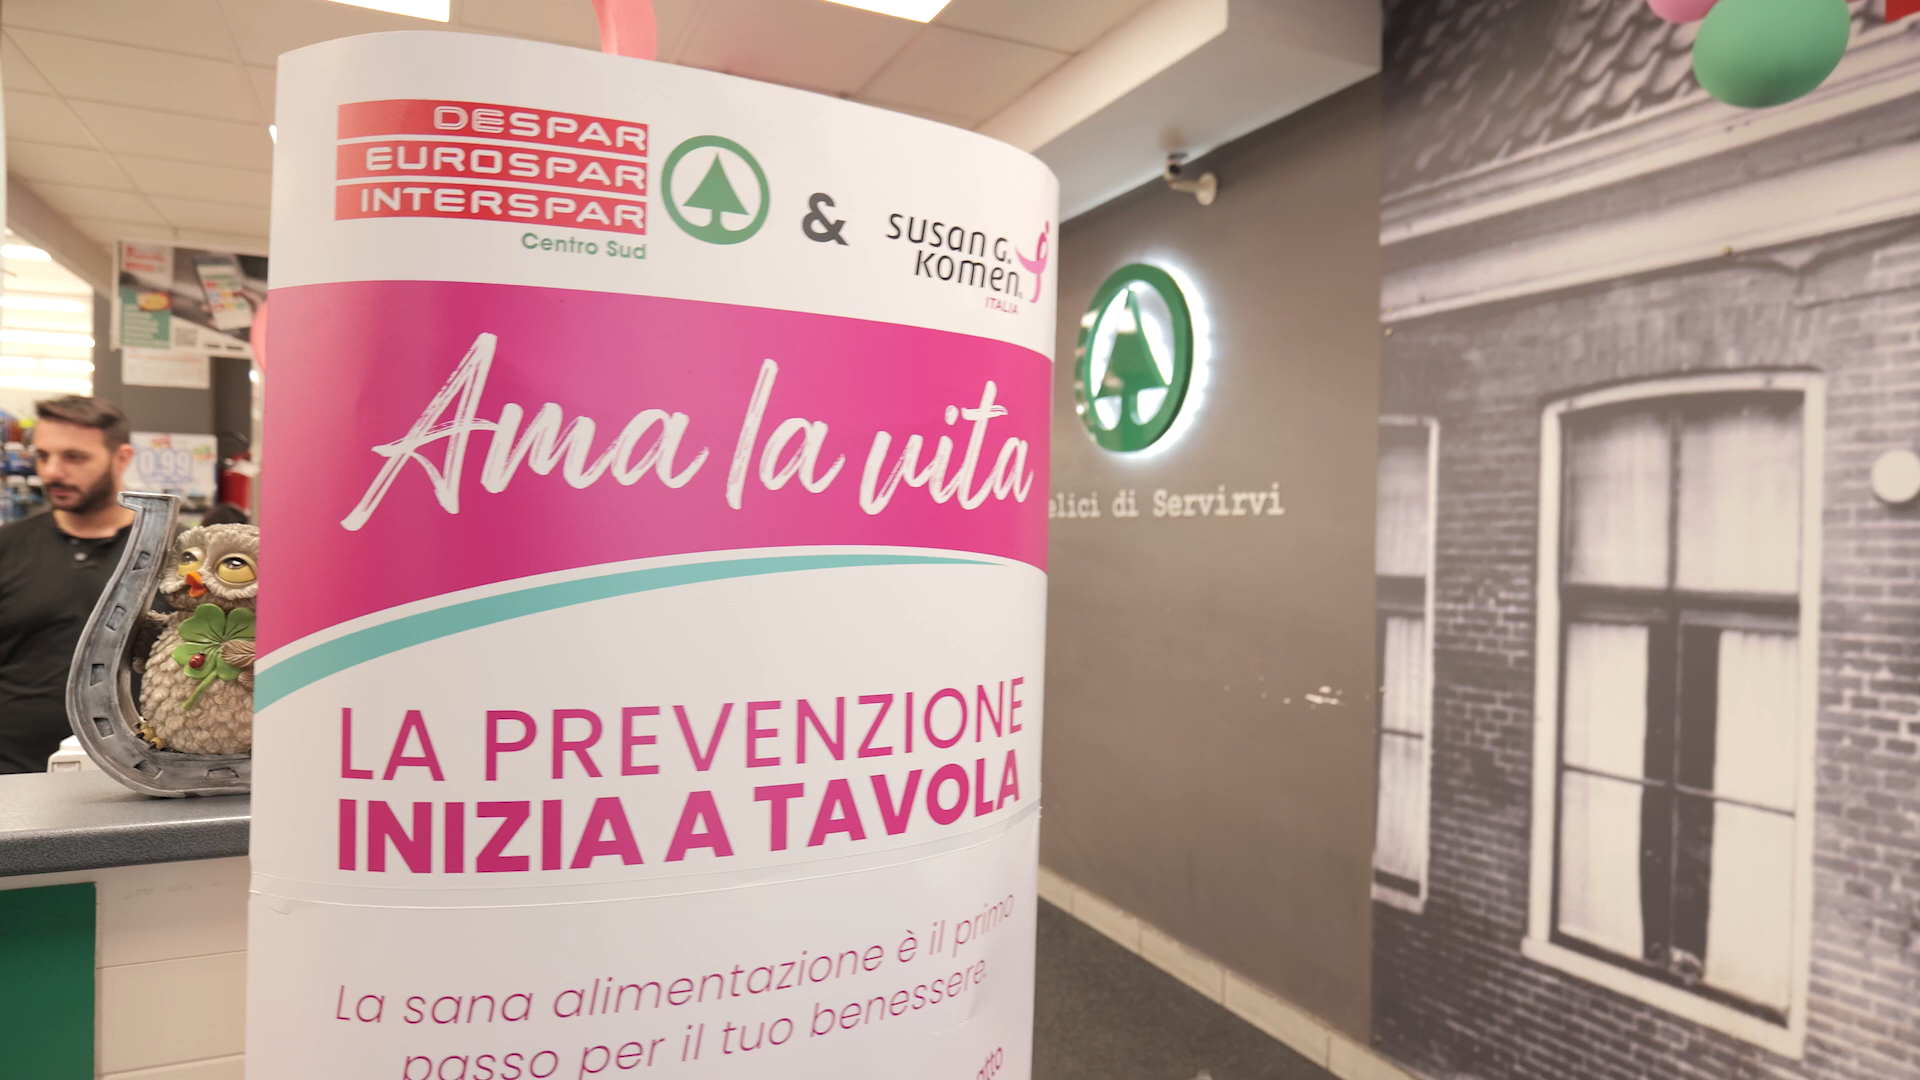 DESPAR
EUROSPAR
INTERSPAR
Centro Sud
&
susan G.
komen.
ITALIA
Ama la vita
LA PREVENZIONE
INIZIA A TAVOLA
La sana alimentazione è il primo
passo per il tuo benessere.
di Servirvi
0,99